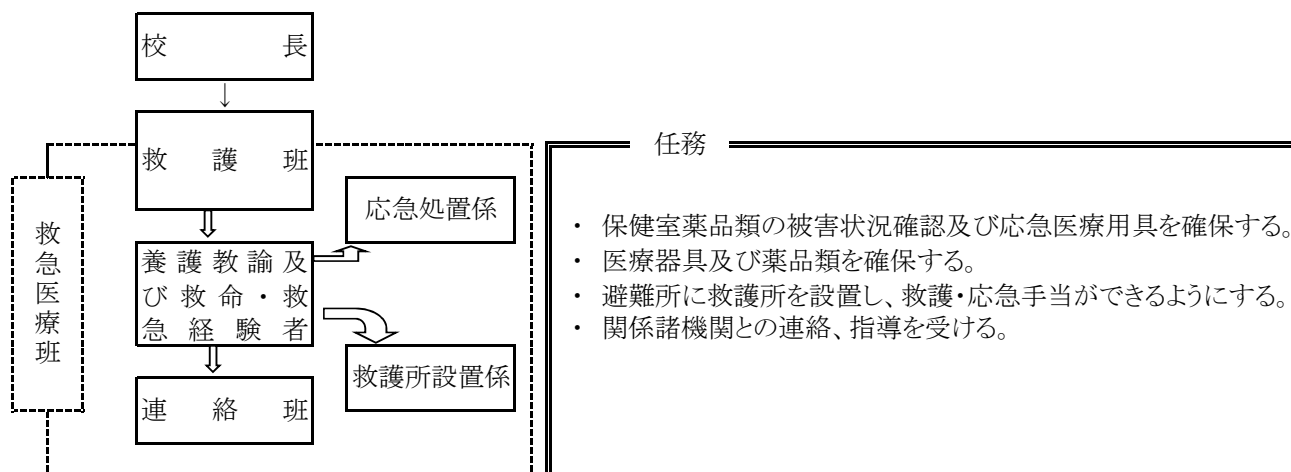 校長
↓
救護班
救急医療班
応急処置係
養護教諭及
び救命・救
急経験者
救護所設置係
連絡班
任務
・ 保健室薬品類の被害状況確認及び応急医療用具を確保する。
・ 医療器具及び薬品類を確保する。
・ 避難所に救護所を設置し、救護・応急手当ができるようにする。
・ 関係諸機関との連絡、指導を受ける。